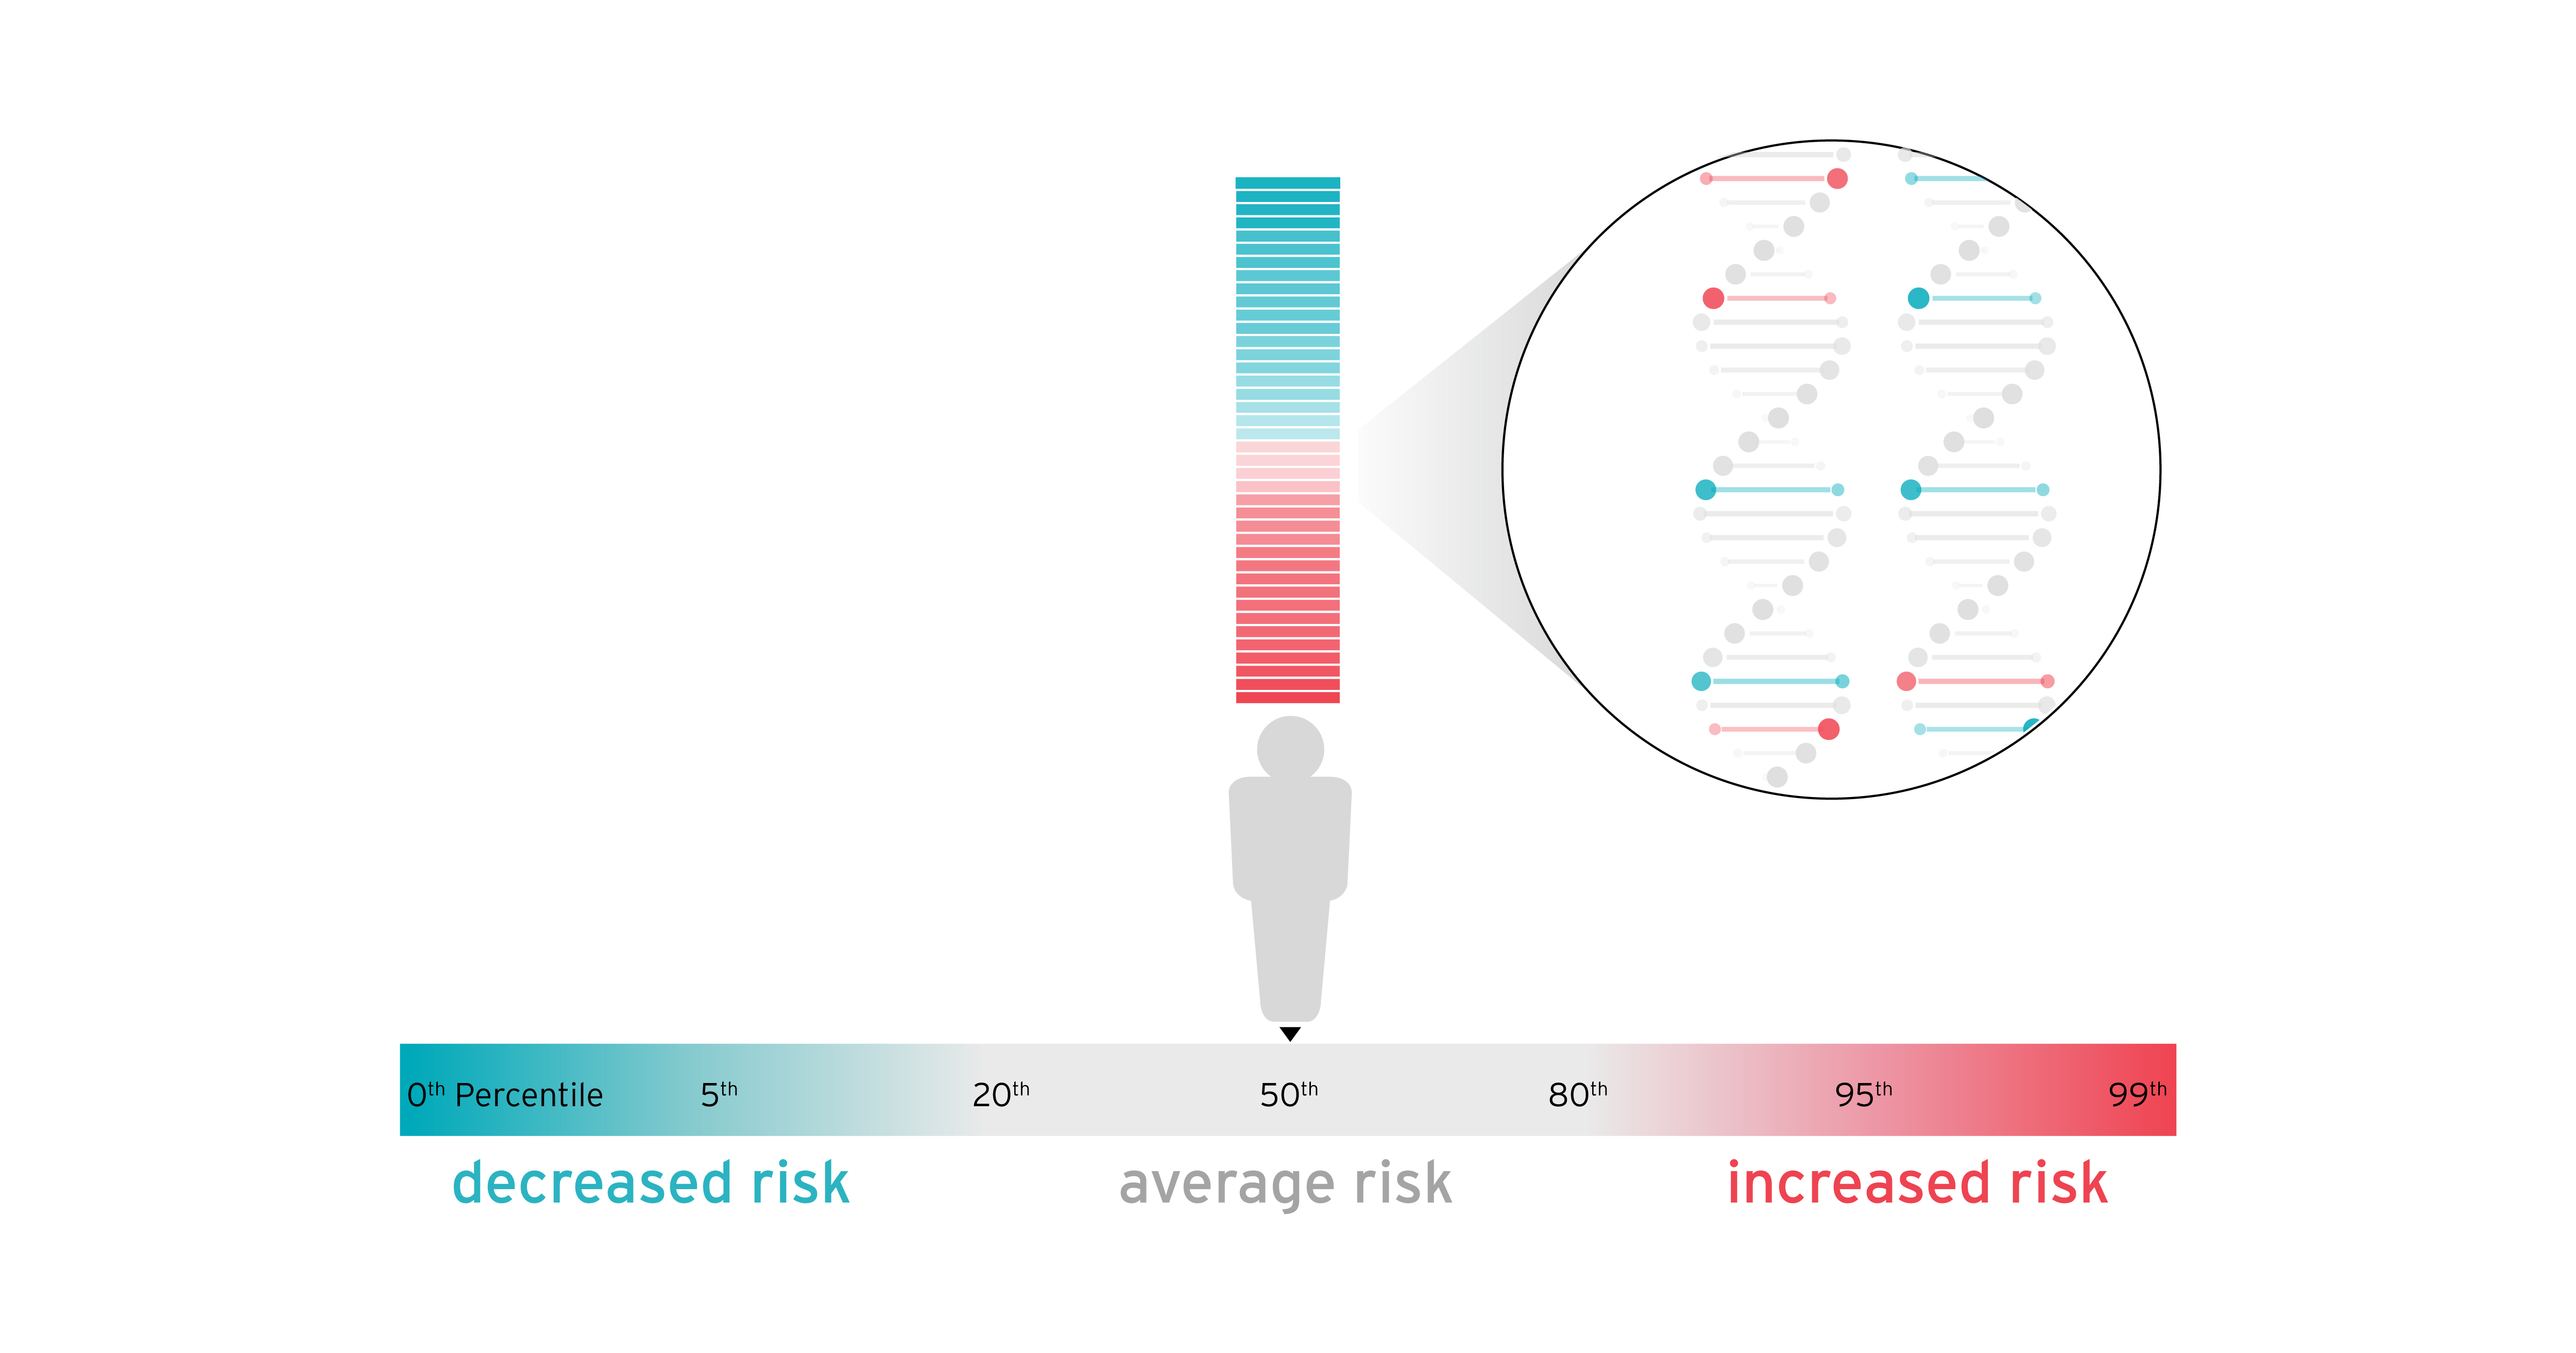 0th Percentile 5th 20th 50th 80th 95th 99th
decreased risk average risk increased risk